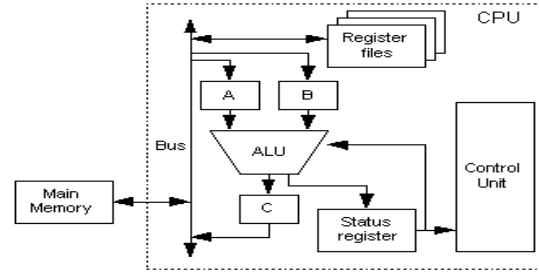 CPU
Register
files
A
B
Bus
ALU
Control
Unit
Main
Memory
C
Status
register